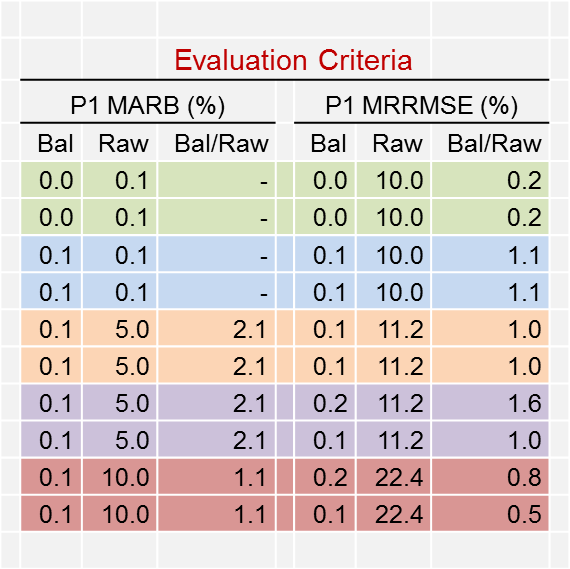 Evaluation Criteria
P1 MARB (%) P1 MRRMSE (%)
Bal Raw Bal/Raw Bal Raw Bal/Raw
0.0 0.1 - 0.0 10.0 0.2
0.0 0.1 - 0.0 10.0 0.2
0.1 0.1 - 0.1 10.0 1.1
0.1 0.1 - 0.1 10.0 1.1
0.1 5.0 2.1 0.1 11.2 1.0
0.1 5.0 2.1 0.1 11.2 1.0
0.1 5.0 2.1 0.2 11.2 1.6
0.1 5.0 2.1 0.1 11.2 1.0
0.1 10.0 1.1 0.2 22.4 0.8
0.1 10.0 1.1 0.1 22.4 0.5